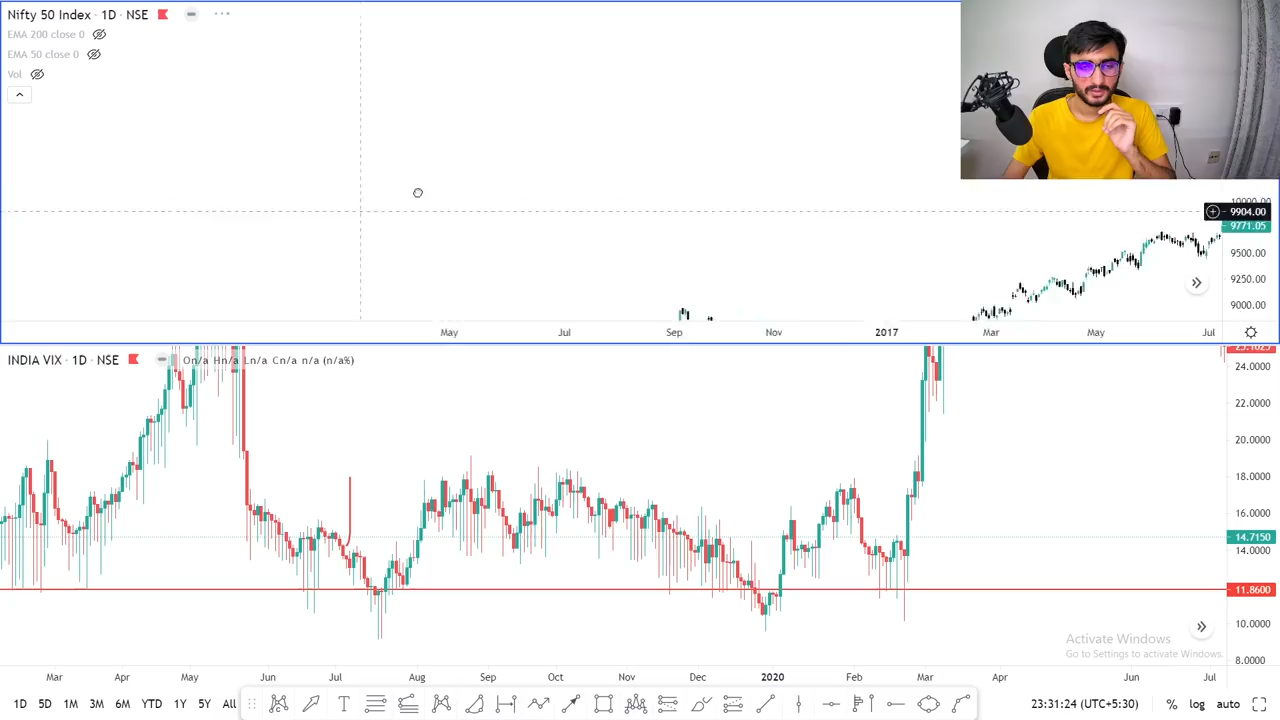 Nifty 50 Index · 1D · NSE
EMA 200 close 0
EMA 50 close 0
Vol
9904.00
9771.05
9500.00
9250.00
9000.00
May Jul Sep Nov 2017 Mar May Jul
INDIA VIX · 1D · NSE On/a Hn/a Ln/a Cn/a n/a (n/a%)
24.0000
22.0000
20.0000
18.0000
16.0000
14.7150
14.0000
11.8600
10.0000
8.0000
Activate Windows
Go to Settings to activate Windows.
Mar Apr May Jun Jul Aug Sep Oct Nov Dec 2020 Feb Mar Apr Jun Jul
1D 5D 1M 3M 6M YTD 1Y 5Y All T 23:31:24 (UTC+5:30) % log auto